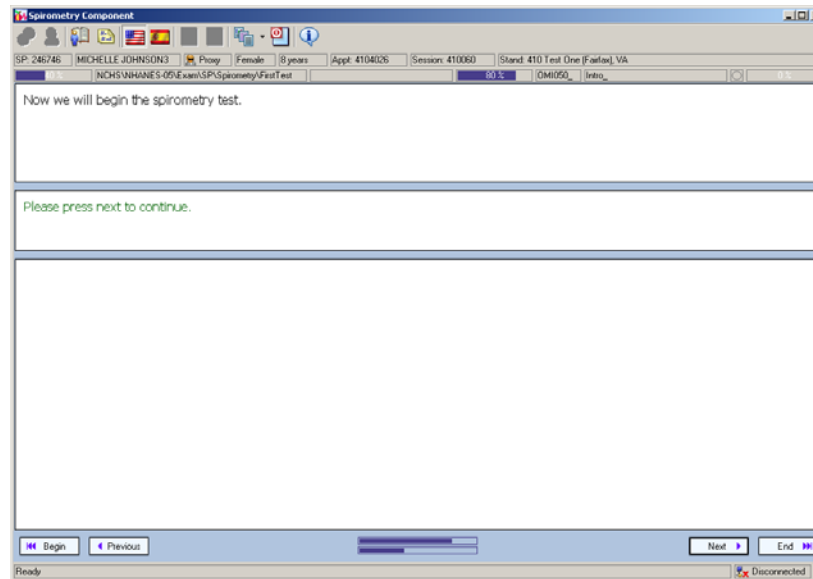 Spirometry Component
SP: 246746 MICHELLE JOHNSON3 Proxy Female 8 years Appt: 4104026 Session: 410060 Stand: 410 Test One (Fairfax), VA
40 % NCHS\NHANES-05\Exam\SP\Spirometry\FirstTest 80 % OMI050_ Intro_ 0 %
Now we will begin the spirometry test.
Please press next to continue.
Begin Previous Next End
Ready Disconnected